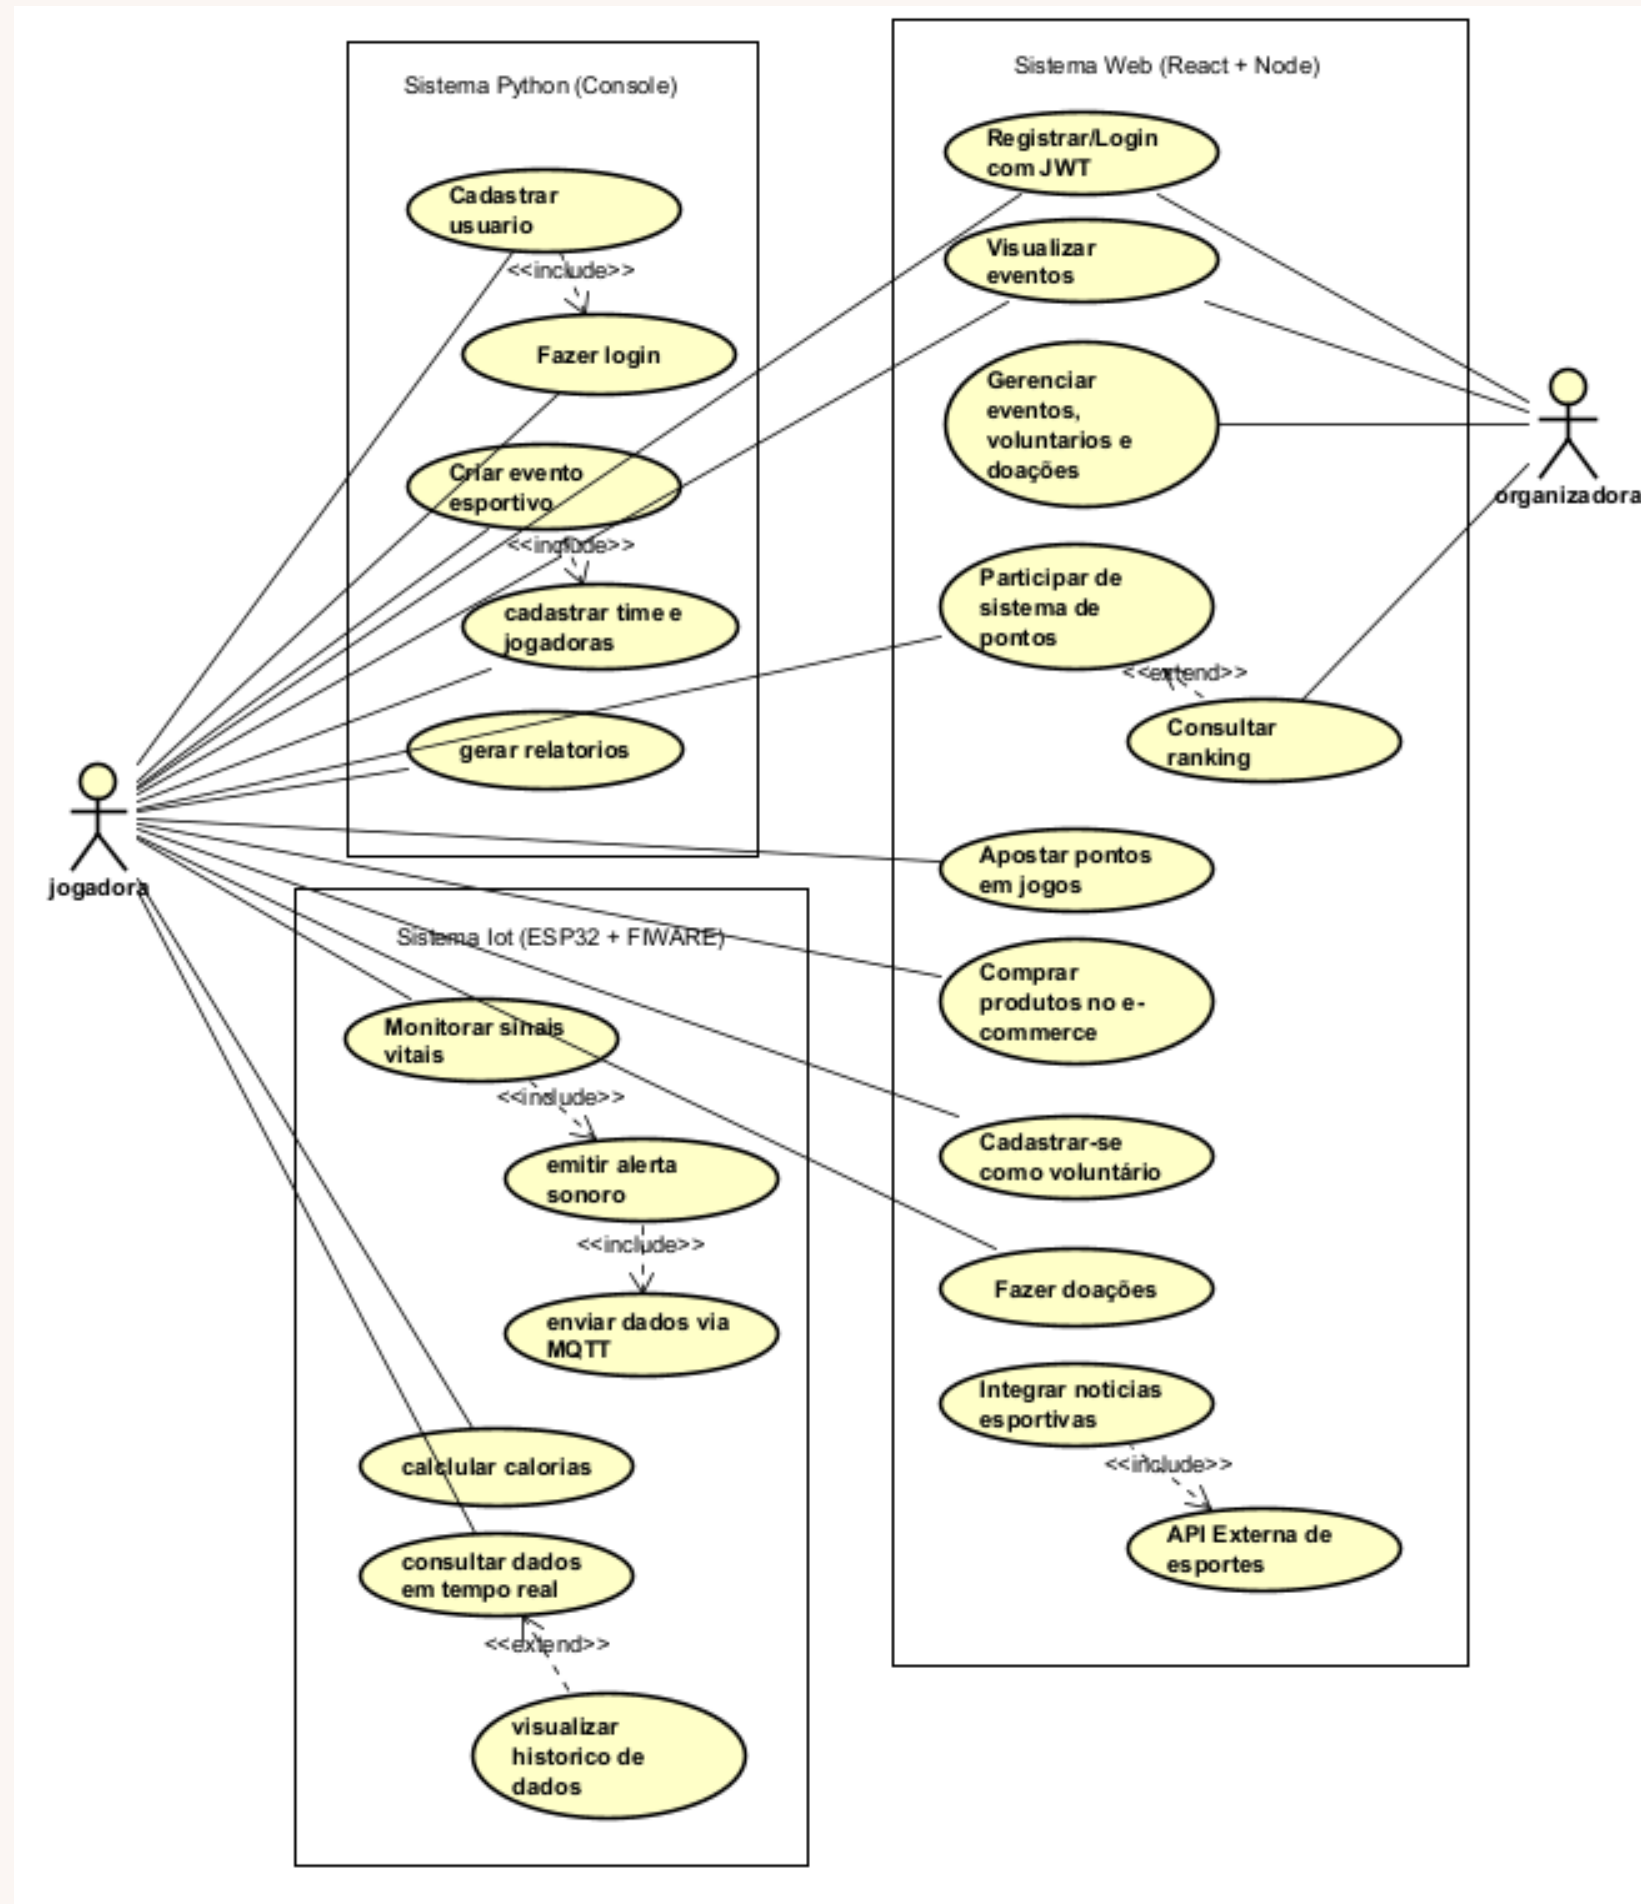 Sistema Python (Console)
Cadastrar
usuario
<<include>>
Fazer login
Criar evento
esportivo
<<include>>
cadastrar time e
jogadoras
gerar relatorios
jogadora
Sistema Iot (ESP32 + FIWARE)
Monitorar sinais
vitais
<<include>>
emitir alerta
sonoro
<<include>>
enviar dados via
MQTT
calclular calorias
consultar dados
em tempo real
<<extend>>
visualizar
historico de
dados
Sistema Web (React + Node)
Registrar/Login
com JWT
Visualizar
eventos
Gerenciar
eventos,
voluntarios e
doações
Participar de
sistema de
pontos
<<extend>>
Consultar
ranking
Apostar pontos
em jogos
Comprar
produtos no e-
commerce
Cadastrar-se
como voluntário
Fazer doações
Integrar noticias
esportivas
<<include>>
API Externa de
esportes
organizadora